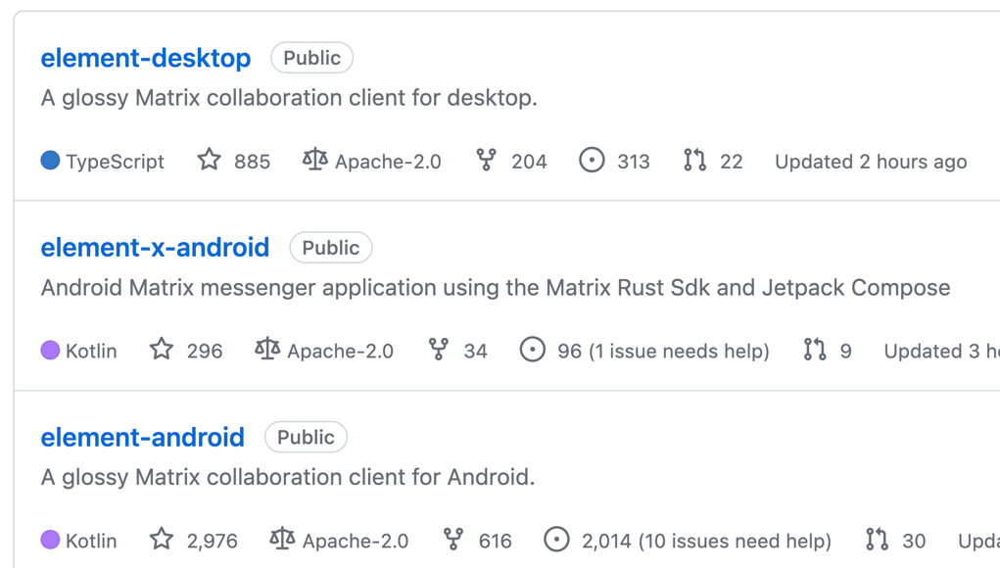 element-desktop Public
A glossy Matrix collaboration client for desktop.
TypeScript 885 Apache-2.0 204 313 22 Updated 2 hours ago
element-x-android Public
Android Matrix messenger application using the Matrix Rust Sdk and Jetpack Compose
Kotlin 296 Apache-2.0 34 96 (1 issue needs help) 9 Updated 3
element-android Public
A glossy Matrix collaboration client for Android.
Kotlin 2,976 Apache-2.0 616 2,014 (10 issues need help) 30